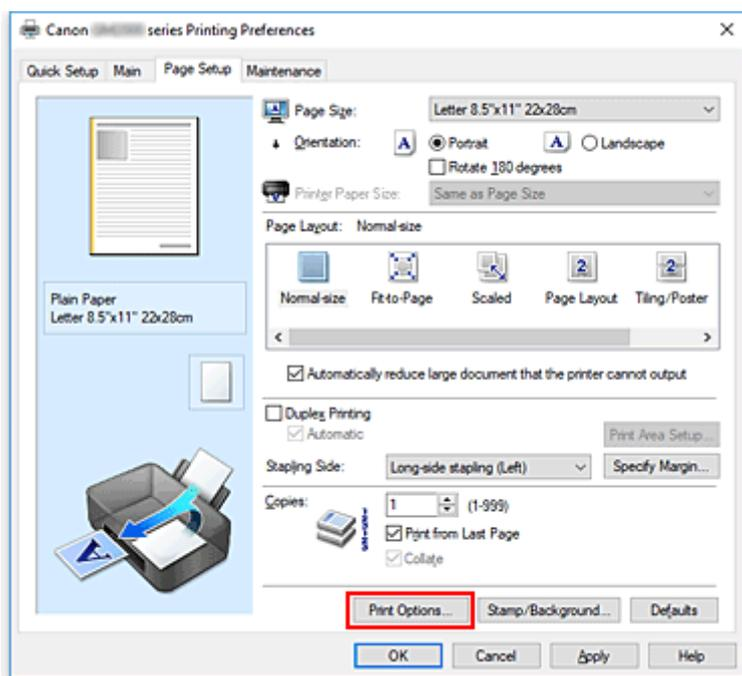 Canon series Printing Preferences
Quick Setup Main Page Setup Maintenance
Page Size: Letter 8.5"x11" 22x28cm
Orientation: A Portrait A Landscape
Rotate 180 degrees
Printer Paper Size: Same as Page Size
Page Layout: Normal-size
Normal-size Fit-to-Page Scaled Page Layout Tiling/Poster
Automatically reduce large document that the printer cannot output
Plain Paper
Letter 8.5"x11" 22x28cm
Duplex Printing
Automatic
Print Area Setup...
Stapling Side: Long-side stapling (Left) Specify Margin...
Copies: 1 (1-999)
Print from Last Page
Collate
Print Options... Stamp/Background... Defaults
OK Cancel Apply Help